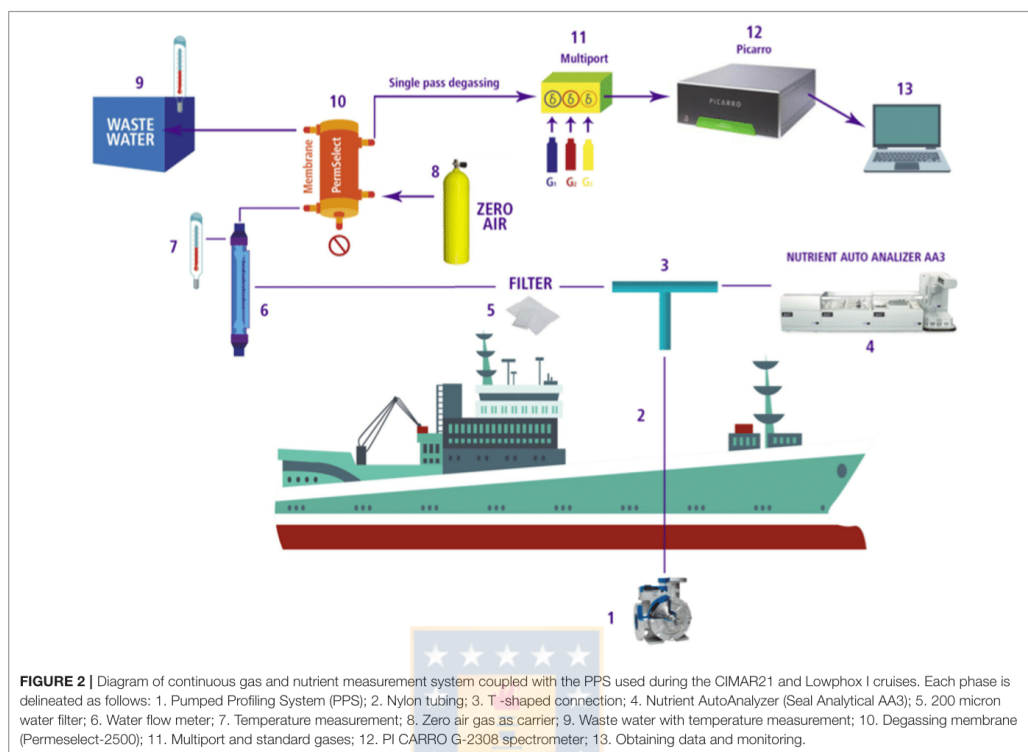 12
Picarro
11
Multiport
9
10
Single pass degassing
13
PICARRO
WASTE
WATER
Membrane
PermSelect
δ δ δ
8
G₁ G₂ G₃
ZERO
AIR
7
3
NUTRIENT AUTO ANALIZER AA3
FILTER
6
5
4
2
1
FIGURE 2 | Diagram of continuous gas and nutrient measurement system coupled with the PPS used during the CIMAR21 and Lowphox I cruises. Each phase is
delineated as follows: 1. Pumped Profiling System (PPS); 2. Nylon tubing; 3. T -shaped connection; 4. Nutrient AutoAnalyzer (Seal Analytical AA3); 5. 200 micron
water filter; 6. Water flow meter; 7. Temperature measurement; 8. Zero air gas as carrier; 9. Waste water with temperature measurement; 10. Degassing membrane
(Permeselect-2500); 11. Multiport and standard gases; 12. PI CARRO G-2308 spectrometer; 13. Obtaining data and monitoring.